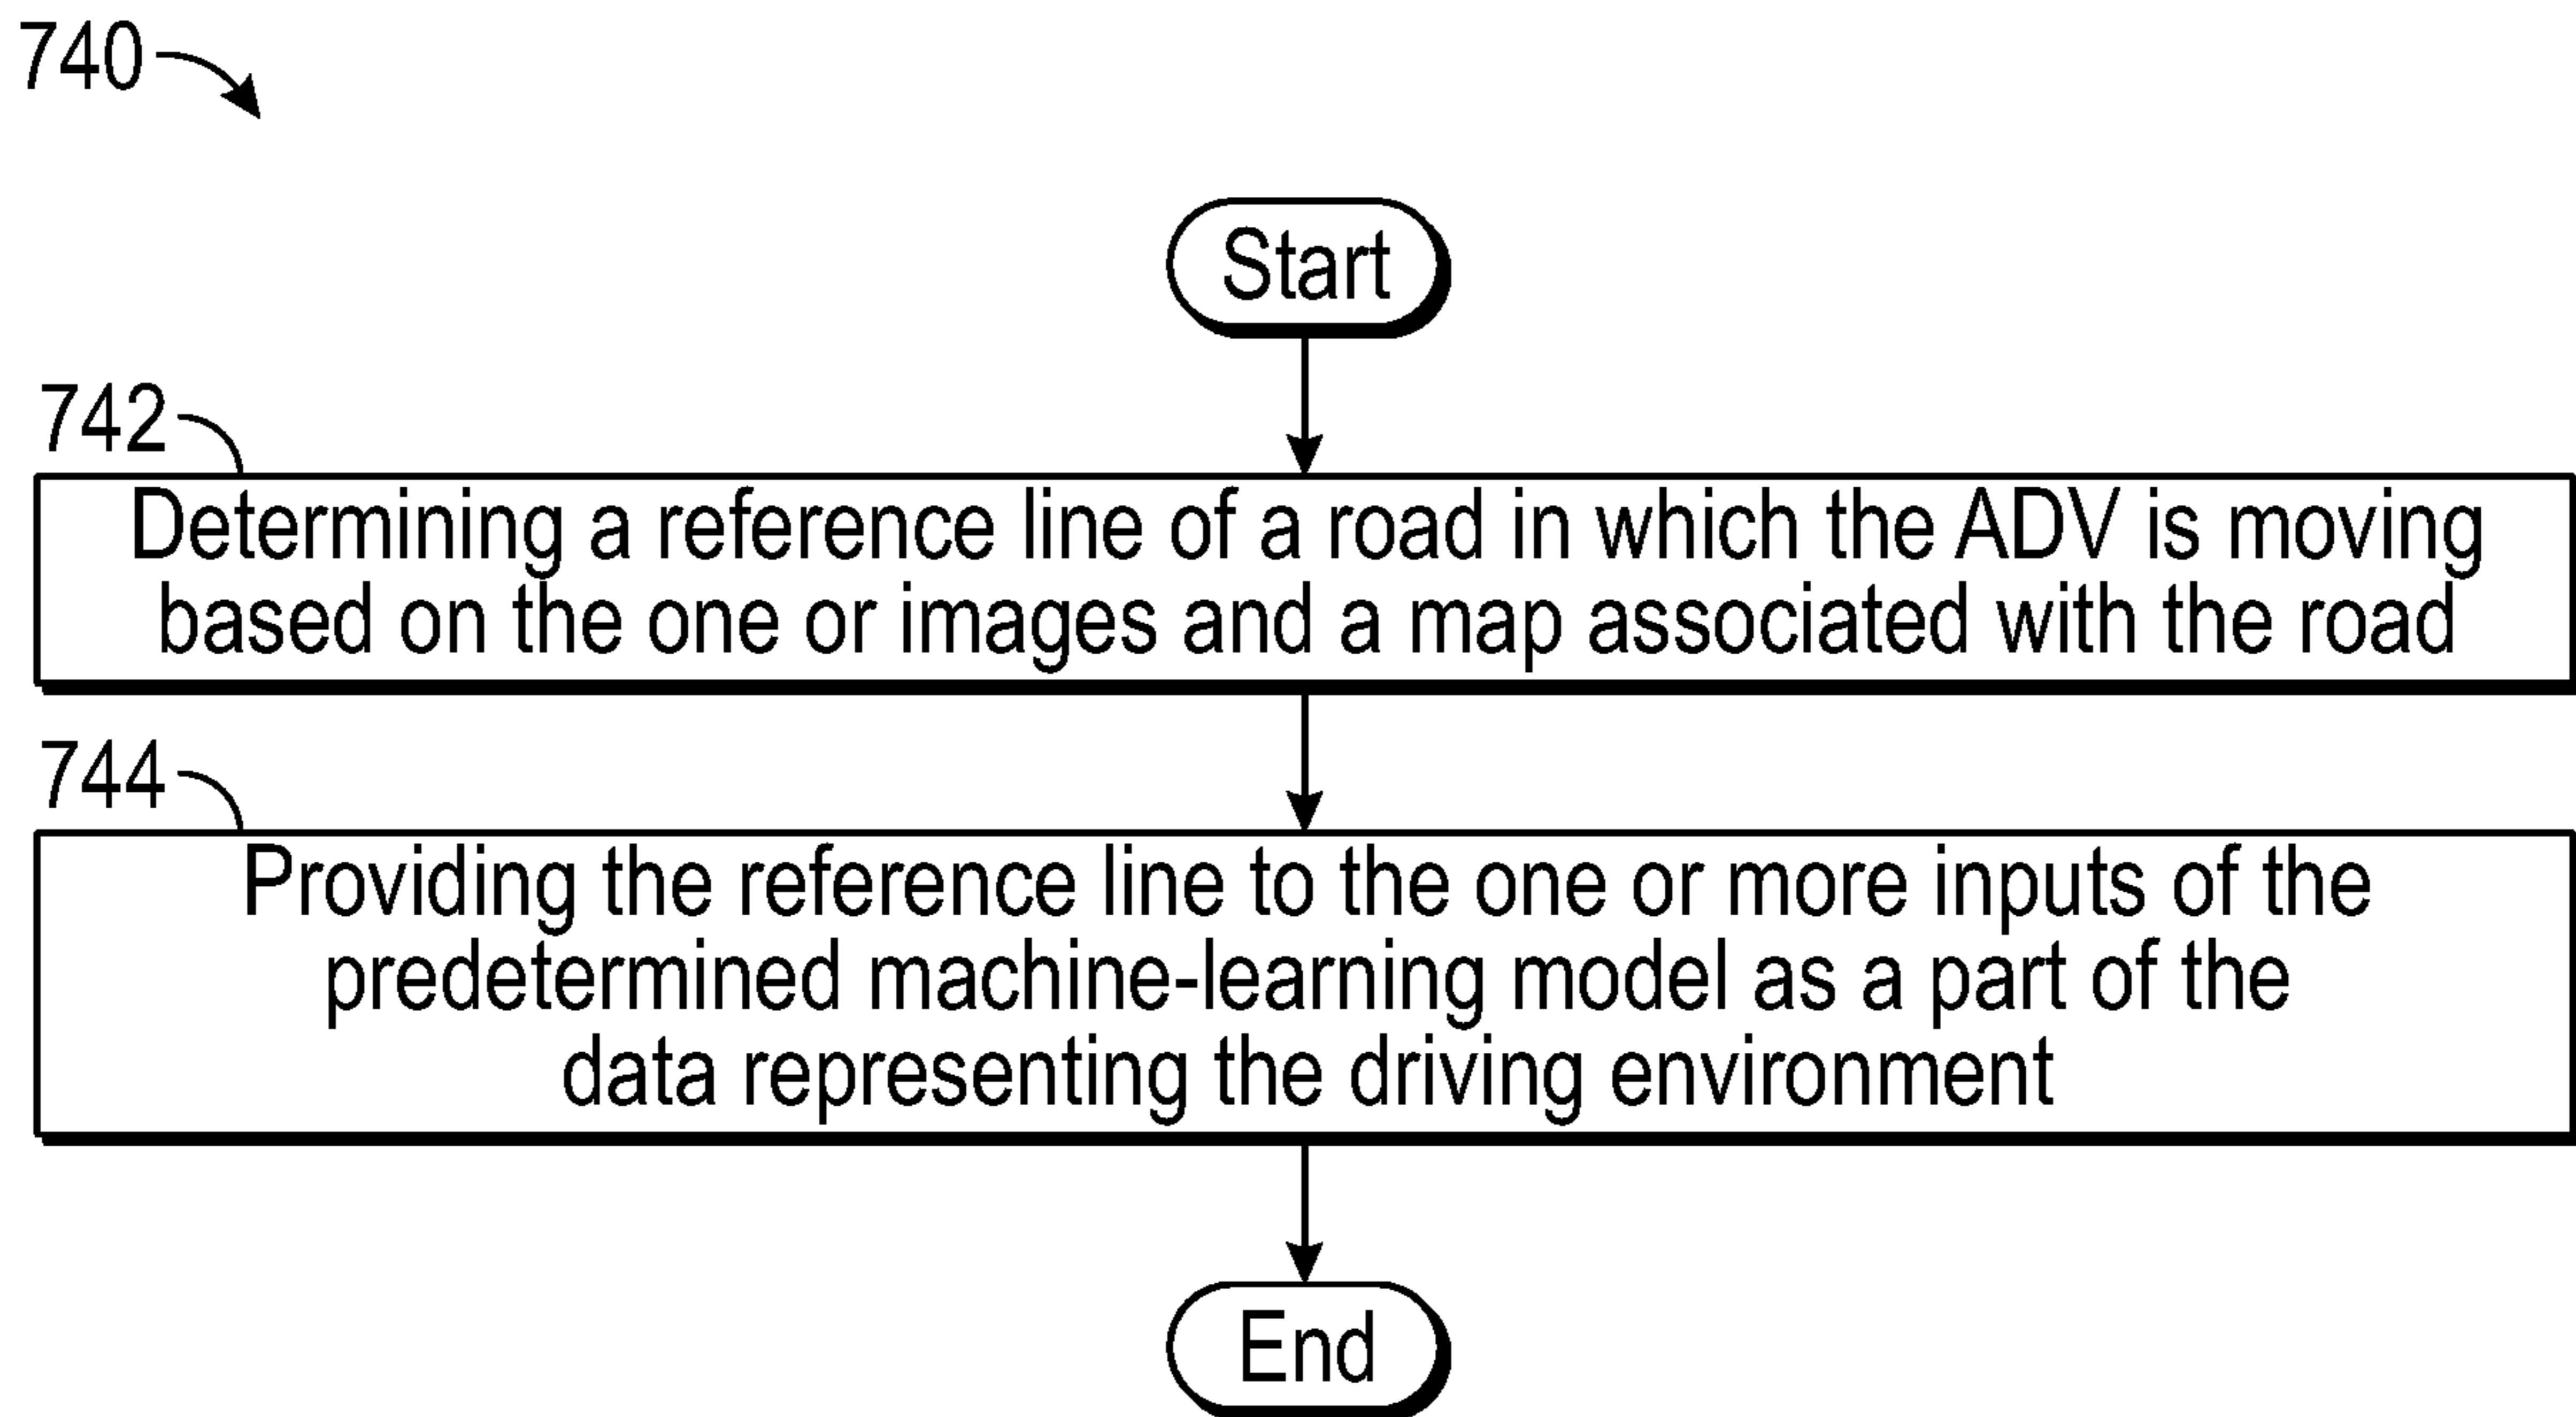 740
Start
742
Determining a reference line of a road in which the ADV is moving
based on the one or images and a map associated with the road
744
Providing the reference line to the one or more inputs of the
predetermined machine-learning model as a part of the
data representing the driving environment
End